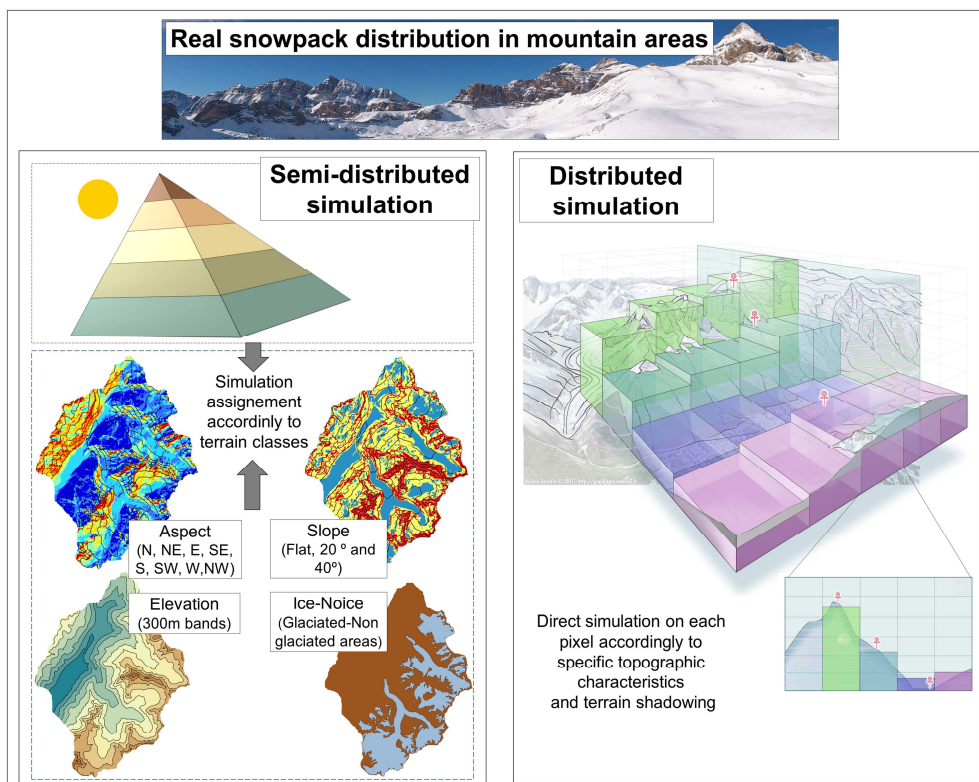 Real snowpack distribution in mountain areas
Semi-distributed
simulation
Simulation
assignement
accordinly to
terrain classes
Aspect
(N, NE, E, SE,
S, SW, W,NW)
Slope
(Flat, 20 º and
40º)
Elevation
(300m bands)
Ice-Noice
(Glaciated-Non
glaciated areas)
Distributed
simulation
Direct simulation on each
pixel accordingly to
specific topographic
characteristics
and terrain shadowing